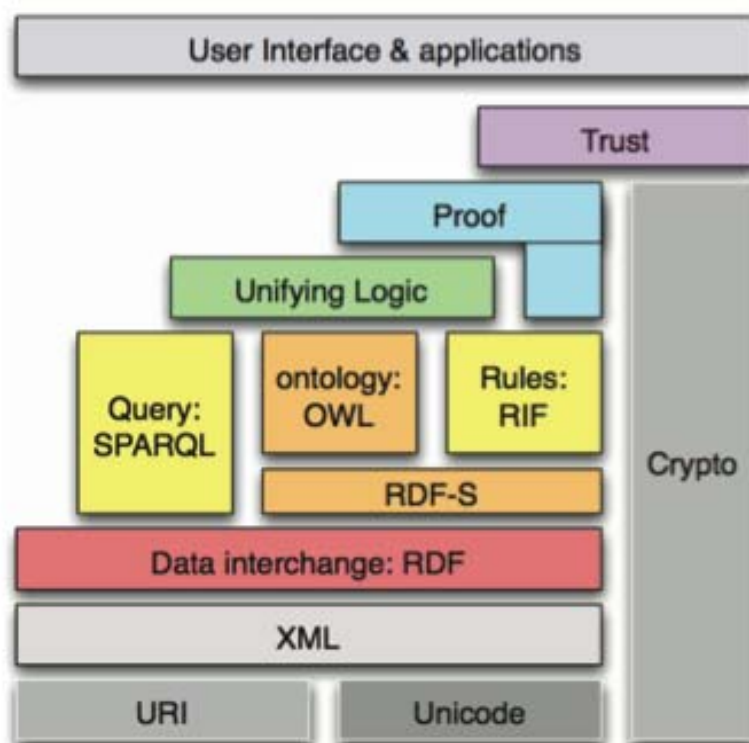 User Interface & applications
Trust
Proof
Unifying Logic
Query:
SPARQL
ontology:
OWL
Rules:
RIF
Crypto
RDF-S
Data interchange: RDF
XML
URI
Unicode